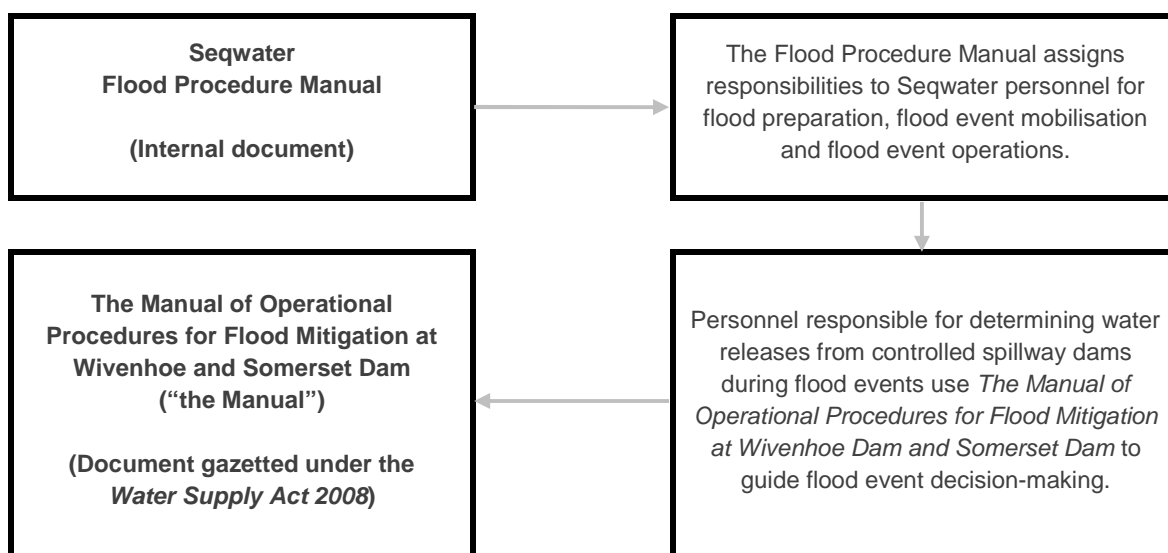 Seqwater
Flood Procedure Manual
(Internal document)
The Flood Procedure Manual assigns
responsibilities to Seqwater personnel for
flood preparation, flood event mobilisation
and flood event operations.
Personnel responsible for determining water
releases from controlled spillway dams
during flood events use The Manual of
Operational Procedures for Flood Mitigation
at Wivenhoe Dam and Somerset Dam to
guide flood event decision-making.
The Manual of Operational
Procedures for Flood Mitigation at
Wivenhoe and Somerset Dam
(“the Manual”)
(Document gazetted under the
Water Supply Act 2008)